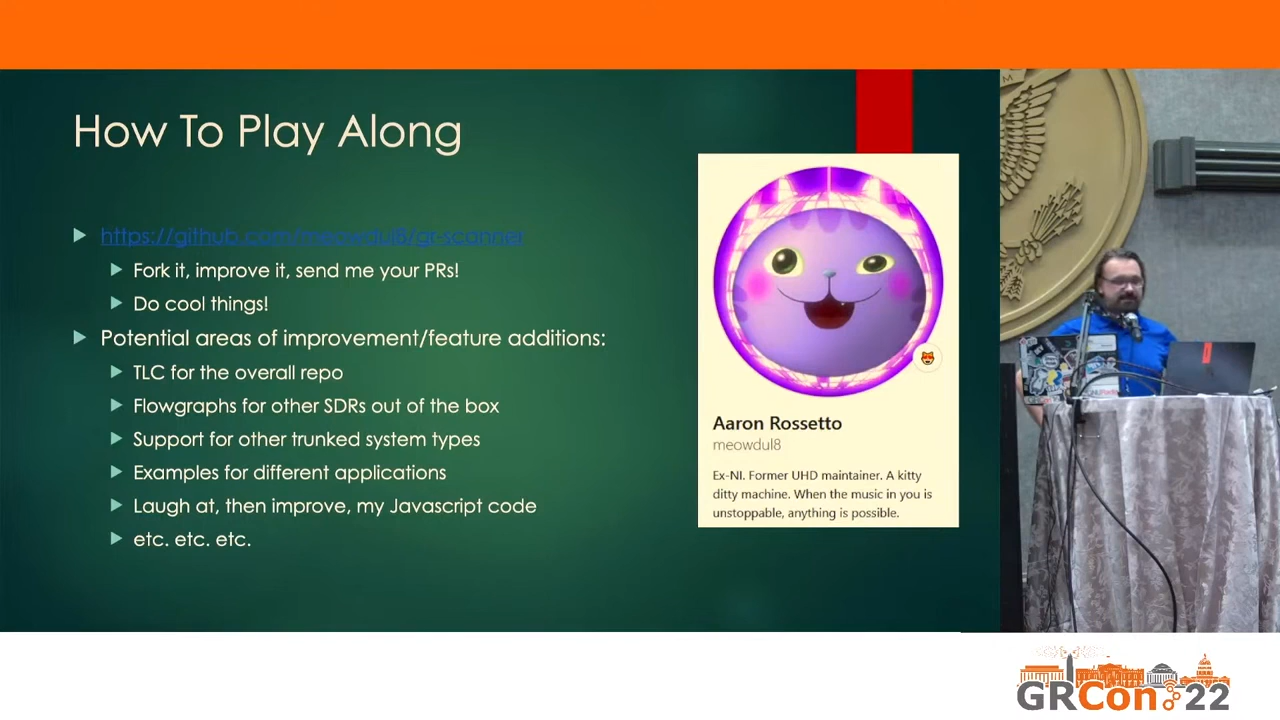 How To Play Along
https://github.com/meowdul8/gr-scanner
Fork it, improve it, send me your PRs!
Do cool things!
Potential areas of improvement/feature additions:
TLC for the overall repo
Flowgraphs for other SDRs out of the box
Support for other trunked system types
Examples for different applications
Laugh at, then improve, my Javascript code
etc. etc. etc.
Aaron Rossetto
meowdul8
Ex-NI. Former UHD maintainer. A kitty
ditty machine. When the music in you is
unstoppable, anything is possible.
GRCon 22